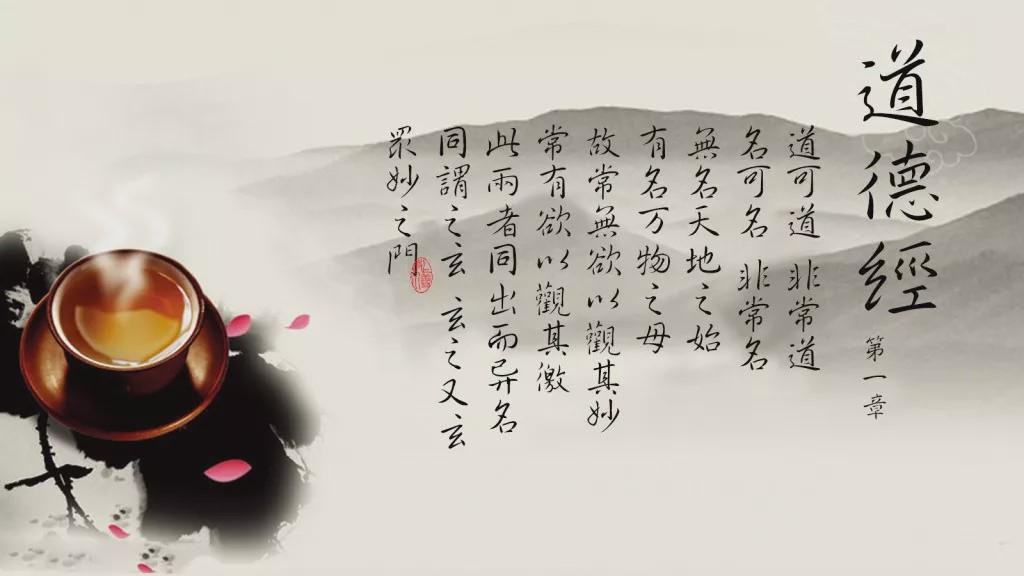 道德經
第一章
道可道 非常道
名可名 非常名
無名天地之始
有名万物之母
故常無欲以觀其妙
常有欲以觀其徼
此兩者同出而异名
同謂之玄 玄之又玄
眾妙之門